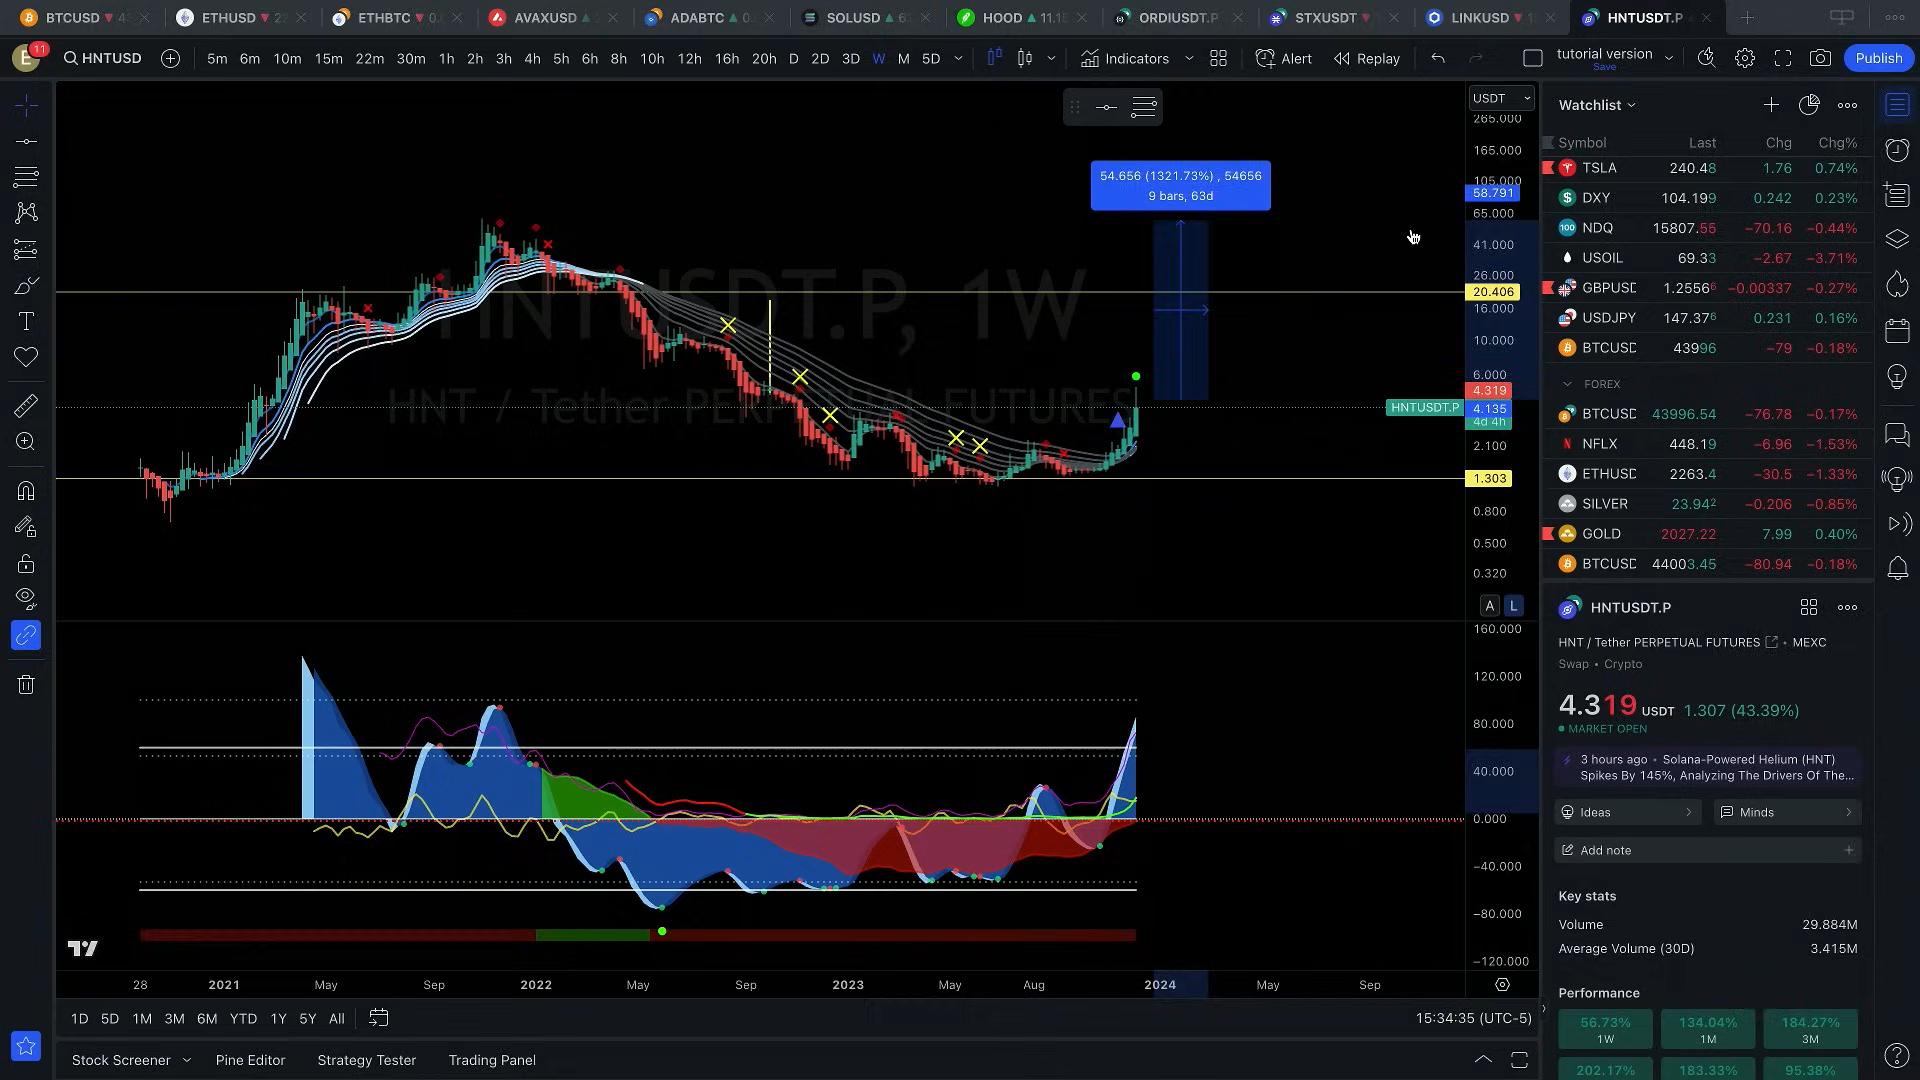 BTCUSD ▼ 4
ETHUSD ▼ 22
ETHBTC ▼ 0.
AVAXUSD ▲
ADABTC ▲ 0.
SOLUSD ▲ 6
HOOD ▲ 11.1
ORDIUSDT.P
STXUSDT ▼
LINKUSD ▼ 1
HNTUSDT.P
E 11 HNTUSD 5m 6m 10m 15m 22m 30m 1h 2h 3h 4h 5h 6h 8h 10h 12h 16h 20h D 2D 3D W M 5D Indicators Alert Replay tutorial version Publish
Save
USDT
265.000
165.000
105.000
58.791
65.000
41.000
26.000
20.406
16.000
10.000
6.000
4.319
HNTUSDT.P 4.135
4d 4h
2.100
1.303
0.800
0.500
0.320
A L
54.656 (1321.73%) , 54656
9 bars, 63d
HNTUSDT.P, 1W
HNT / Tether PERPETUAL FUTURES
160.000
120.000
80.000
40.000
0.000
−40.000
−80.000
−120.000
28 2021 May Sep 2022 May Sep 2023 May Aug 2024 May Sep
1D 5D 1M 3M 6M YTD 1Y 5Y All
15:34:35 (UTC-5)
Stock Screener Pine Editor Strategy Tester Trading Panel
Watchlist
Symbol Last Chg Chg%
TSLA 240.48 1.76 0.74%
DXY 104.199 0.242 0.23%
100 NDQ 15807.55 −70.16 −0.44%
USOIL 69.33 −2.67 −3.71%
GBPUSD 1.2556⁶ −0.00337 −0.27%
USDJPY 147.37⁶ 0.231 0.16%
BTCUSD 43996 −79 −0.18%
FOREX
BTCUSD 43996.54 −76.78 −0.17%
NFLX 448.19 −6.96 −1.53%
ETHUSD 2263.4 −30.5 −1.33%
SILVER 23.94² −0.206 −0.85%
GOLD 2027.22 7.99 0.40%
BTCUSD 44003.45 −80.94 −0.18%
HNTUSDT.P
HNT / Tether PERPETUAL FUTURES • MEXC
Swap • Crypto
4.319 USDT 1.307 (43.39%)
MARKET OPEN
3 hours ago • Solana-Powered Helium (HNT)
Spikes By 145%, Analyzing The Drivers Of The…
Ideas
Minds
Add note
Key stats
Volume 29.884M
Average Volume (30D) 3.415M
Performance
56.73% 134.04% 184.27%
1W 1M 3M
202.17% 183.33% 95.38%